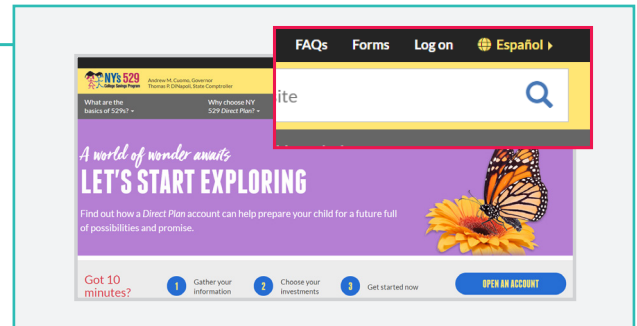 FAQs Forms Log on Español
ite
NY's 529
College Savings Program
Andrew M. Cuomo, Governor
Thomas P. DiNapoli, State Comptroller
What are the
basics of 529s?
Why choose NY
529 Direct Plan?
A world of wonder awaits
LET'S START EXPLORING
Find out how a Direct Plan account can help prepare your child for a future full
of possibilities and promise.
Got 10
minutes?
1 Gather your
information
2 Choose your
investments
3 Get started now
OPEN AN ACCOUNT